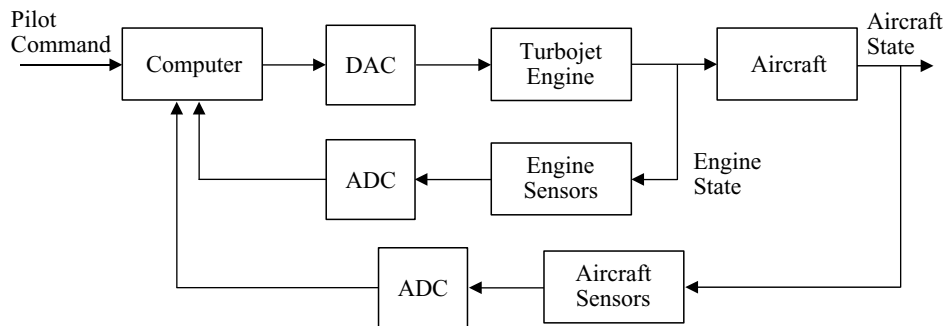 Pilot
Command
Computer
DAC
Turbojet
Engine
Aircraft
Aircraft
State
ADC
Engine
Sensors
Engine
State
ADC
Aircraft
Sensors